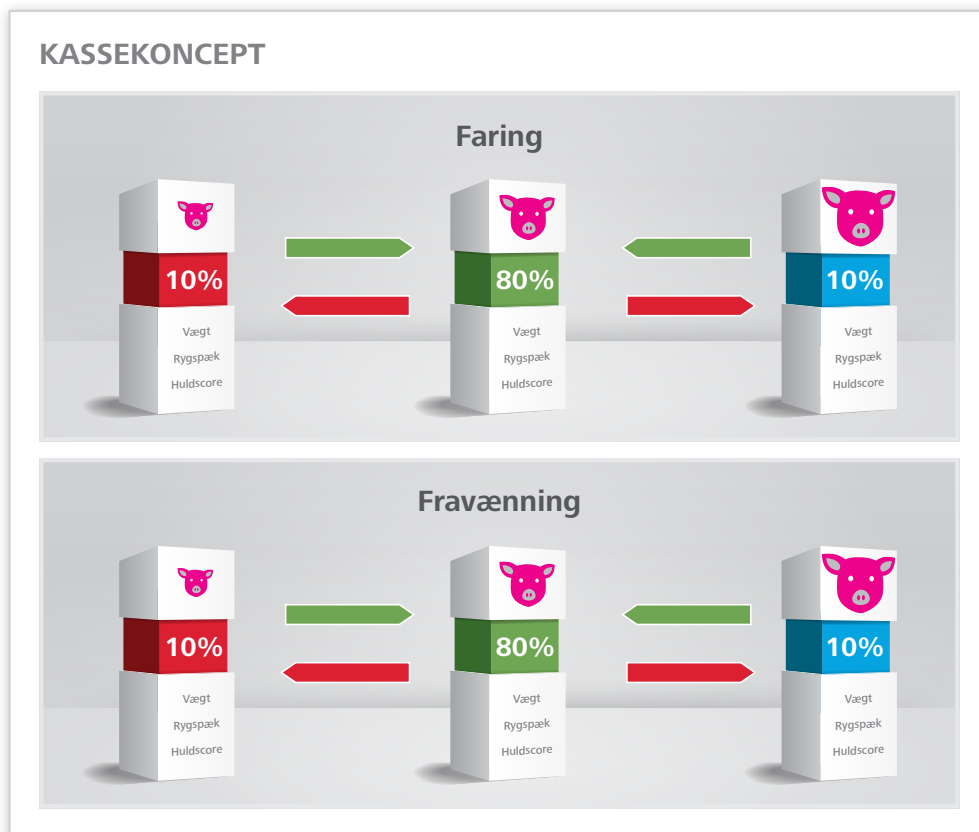 KASSEKONCEPT
Faring
10% 80% 10%
Vægt Vægt Vægt
Rygspæk Rygspæk Rygspæk
Huldscore Huldscore Huldscore
Fravænning
10% 80% 10%
Vægt Vægt Vægt
Rygspæk Rygspæk Rygspæk
Huldscore Huldscore Huldscore